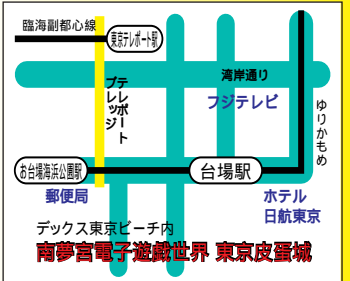 臨海副都心線
東京テレポート駅
湾岸通り
テレポート
ブレッジ
フジテレビ
ゆりかもめ
お台場海浜公園駅
台場駅
郵便局
ホテル
日航東京
デックス東京ビーチ内
南夢宮電子遊戯世界 東京皮蛋城